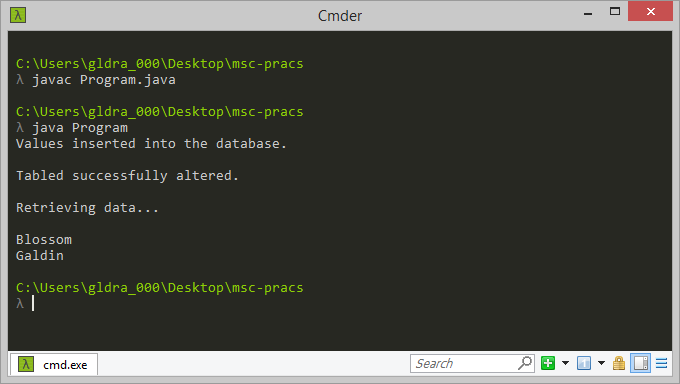 Cmder
C:\Users\gldra_000\Desktop\msc-pracs
λ javac Program.java
C:\Users\gldra_000\Desktop\msc-pracs
λ java Program
Values inserted into the database.
Tabled successfully altered.
Retrieving data...
Blossom
Galdin
C:\Users\gldra_000\Desktop\msc-pracs
λ
λ cmd.exe
Search